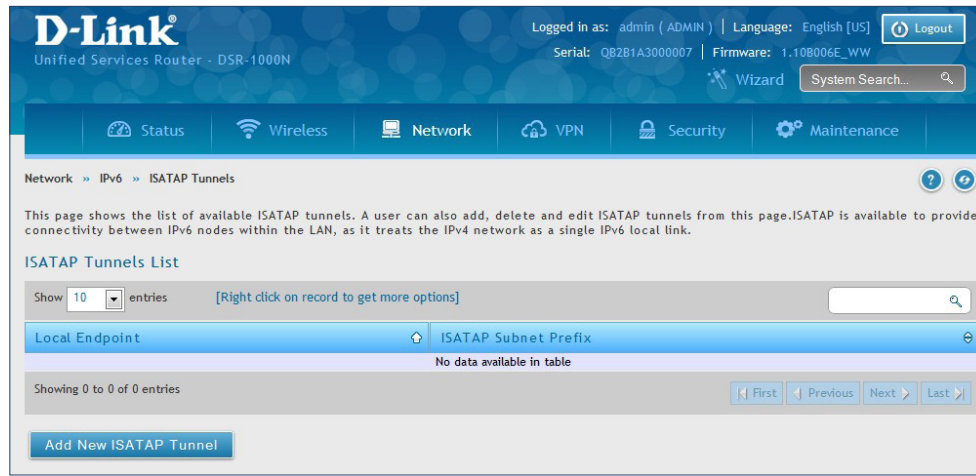 D-Link®
Unified Services Router - DSR-1000N
Logged in as: admin ( ADMIN ) | Language: English [US]
Logout
Serial: QB2B1A3000007 | Firmware: 1.10B006E_WW
Wizard
System Search...
Status
Wireless
Network
VPN
Security
Maintenance
Network » IPv6 » ISATAP Tunnels
?
This page shows the list of available ISATAP tunnels. A user can also add, delete and edit ISATAP tunnels from this page.ISATAP is available to provide
connectivity between IPv6 nodes within the LAN, as it treats the IPv4 network as a single IPv6 local link.
ISATAP Tunnels List
Show 10 entries
[Right click on record to get more options]
Local Endpoint
ISATAP Subnet Prefix
No data available in table
Showing 0 to 0 of 0 entries
First
Previous
Next
Last
Add New ISATAP Tunnel